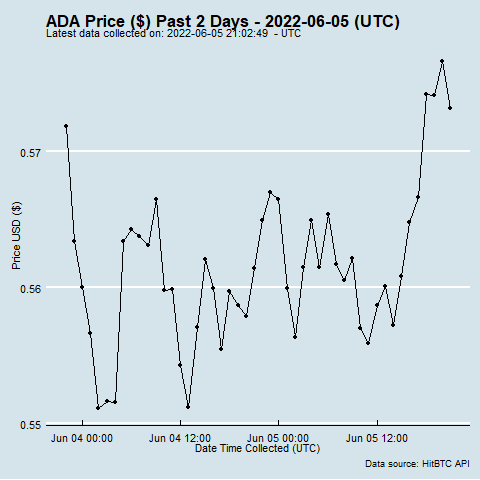 ADA Price ($) Past 2 Days - 2022-06-05 (UTC)
Latest data collected on: 2022-06-05 21:02:49 - UTC
0.57
0.56
0.55
Price USD ($)
Jun 04 00:00 Jun 04 12:00 Jun 05 00:00 Jun 05 12:00
Date Time Collected (UTC)
Data source: HitBTC API